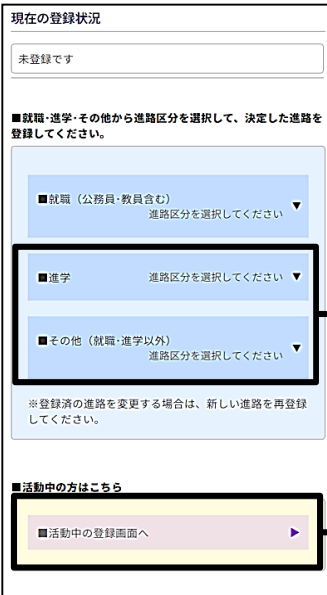 現在の登録状況
未登録です
■就職・進学・その他から進路区分を選択して、決定した進路を
登録してください。
■就職（公務員・教員含む）
進路区分を選択してください ▼
■進学 進路区分を選択してください ▼
■その他（就職・進学以外）
進路区分を選択してください ▼
※登録済の進路を変更する場合は、新しい進路を再登録
してください。
■活動中の方はこちら
■活動中の登録画面へ ▶